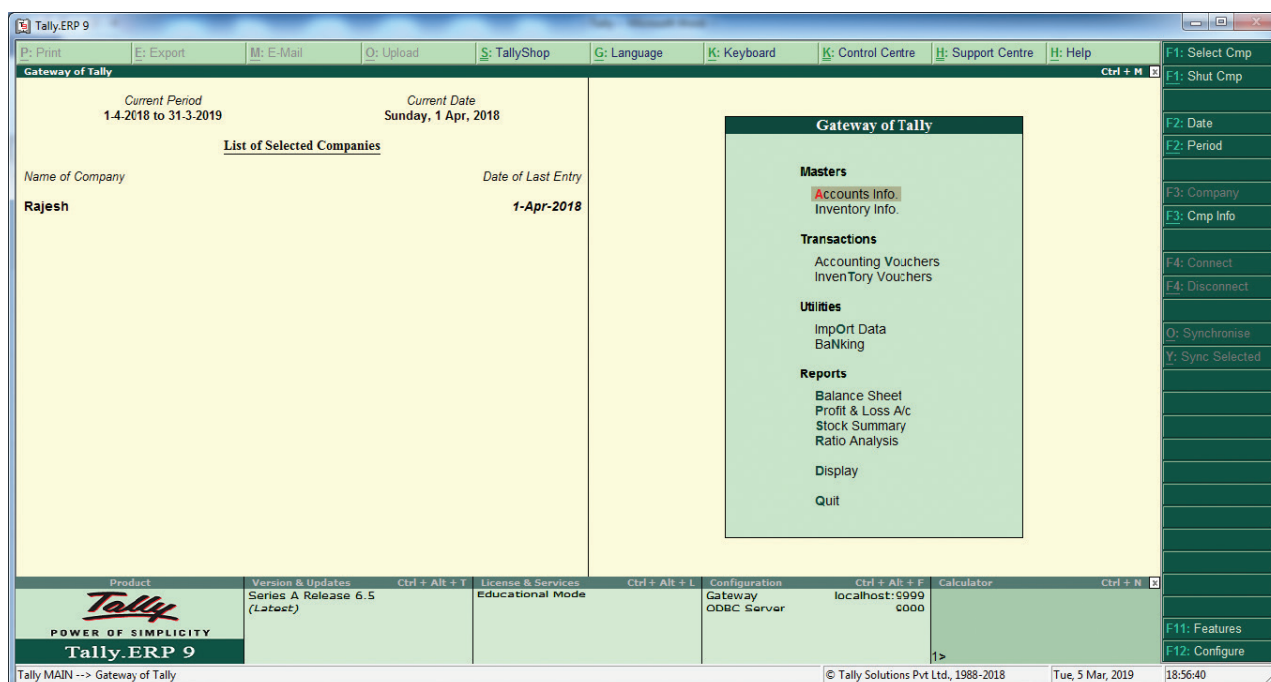 Tally.ERP 9
P: Print E: Export M: E-Mail O: Upload S: TallyShop G: Language K: Keyboard K: Control Centre H: Support Centre H: Help
Gateway of Tally Ctrl + M
Current Period Current Date
1-4-2018 to 31-3-2019 Sunday, 1 Apr, 2018
List of Selected Companies
Name of Company Date of Last Entry
Rajesh 1-Apr-2018
Gateway of Tally
Masters
Accounts Info.
Inventory Info.
Transactions
Accounting Vouchers
InvenTory Vouchers
Utilities
ImpOrt Data
BaNking
Reports
Balance Sheet
Profit & Loss A/c
Stock Summary
Ratio Analysis
Display
Quit
F1: Select Cmp
F1: Shut Cmp
F2: Date
F2: Period
F3: Company
F3: Cmp Info
F4: Connect
F4: Disconnect
O: Synchronise
Y: Sync Selected
F11: Features
F12: Configure
Product
Tally
POWER OF SIMPLICITY
Tally.ERP 9
Version & Updates Ctrl + Alt + T
Series A Release 6.5
(Latest)
License & Services Ctrl + Alt + L
Educational Mode
Configuration Ctrl + Alt + F
Gateway localhost:9999
ODBC Server 9000
Calculator Ctrl + N
1>
Tally MAIN --> Gateway of Tally © Tally Solutions Pvt Ltd., 1988-2018 Tue, 5 Mar, 2019 18:56:40